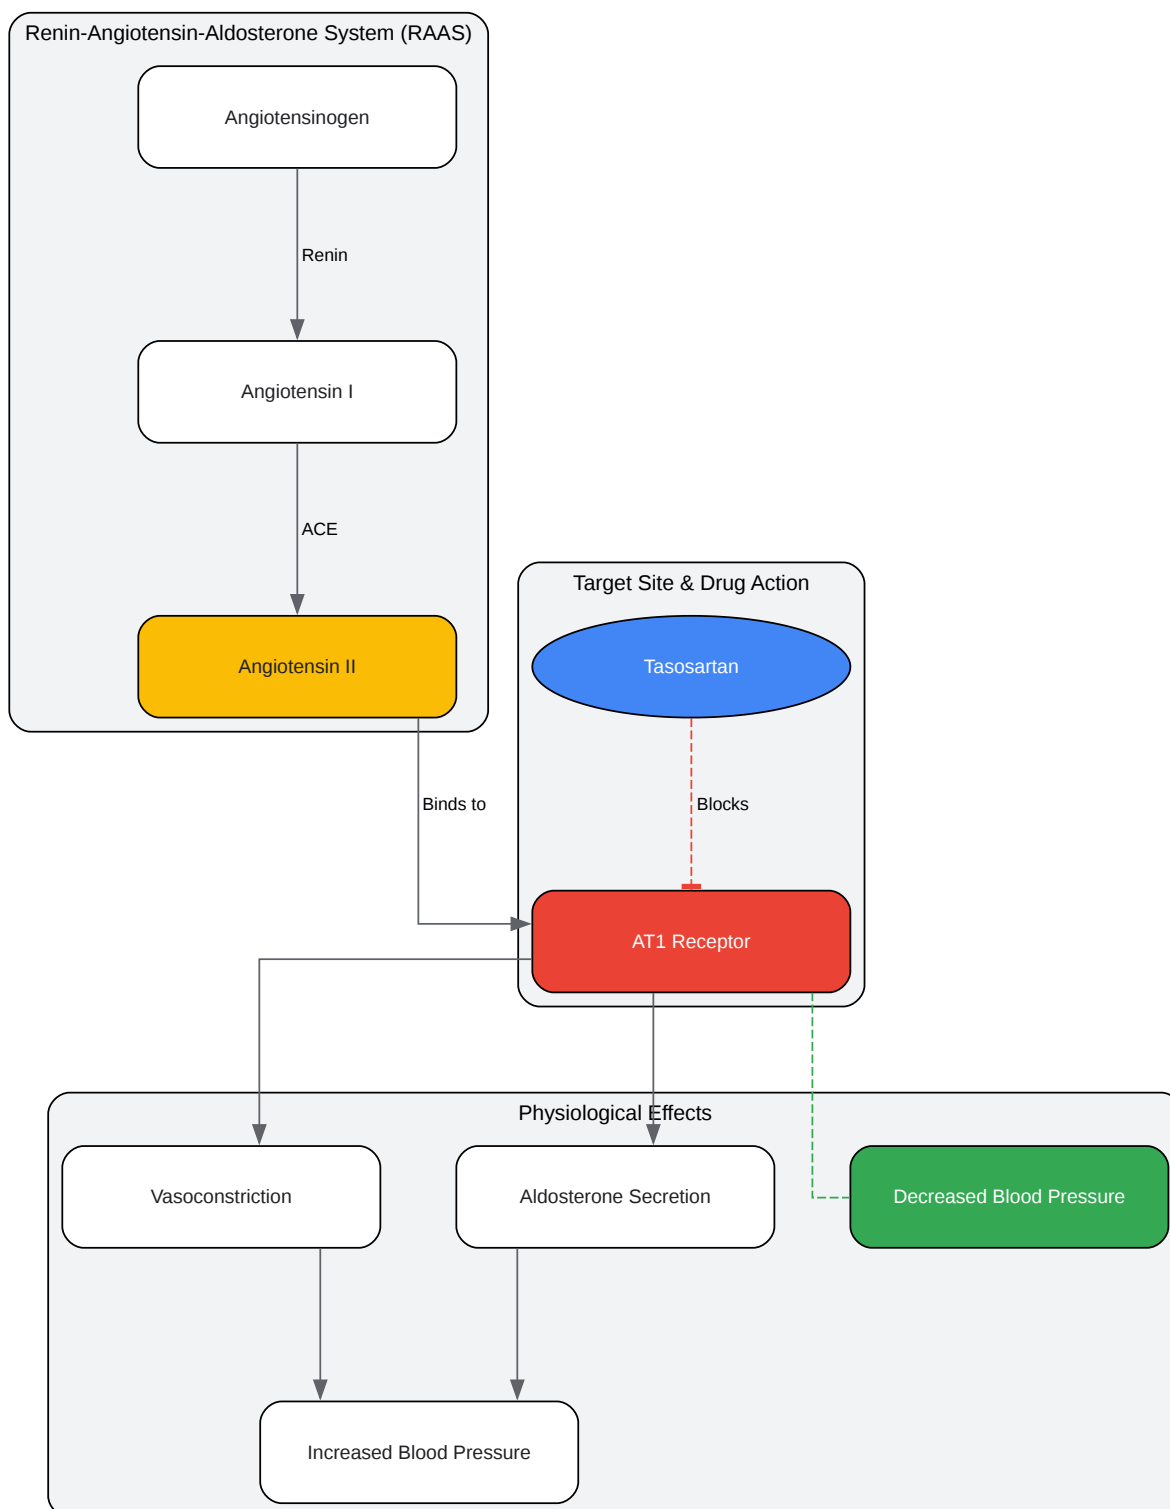 Renin-Angiotensin-Aldosterone System (RAAS)
Angiotensinogen
Renin
Angiotensin I
ACE
Target Site & Drug Action
Angiotensin II
Tasosartan
Binds to
Blocks
AT1 Receptor
Physiological Effects
Vasoconstriction
Aldosterone Secretion
Decreased Blood Pressure
Increased Blood Pressure